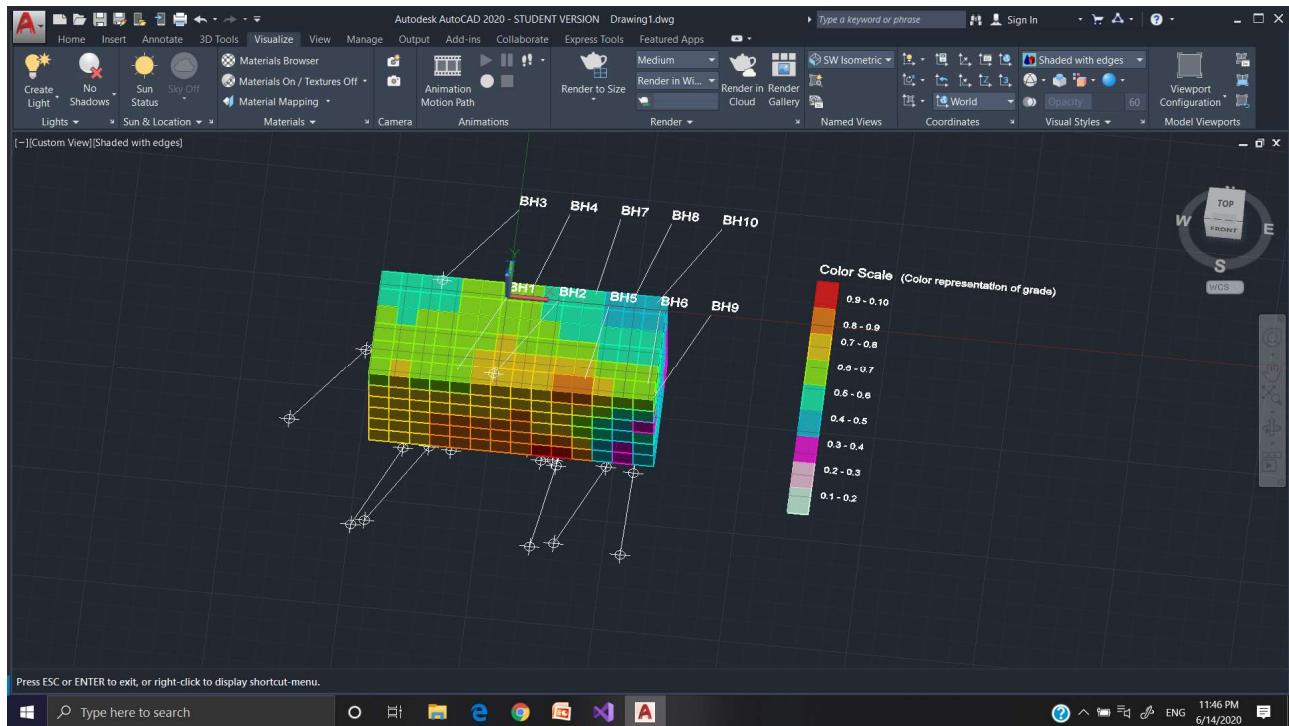 Autodesk AutoCAD 2020 - STUDENT VERSION Drawing1.dwg
Type a keyword or phrase
Sign In
Home Insert Annotate 3D Tools Visualize View Manage Output Add-ins Collaborate Express Tools Featured Apps
Create Light
No Shadows
Sun Status
Sky Off
Materials Browser
Materials On / Textures Off
Material Mapping
Animation Motion Path
Render to Size
Medium
Render in Wi...
Render in Cloud
Render Gallery
SW Isometric
World
Shaded with edges
Opacity 60
Viewport Configuration
Lights
Sun & Location
Materials
Camera
Animations
Render
Named Views
Coordinates
Visual Styles
Model Viewports
[−][Custom View][Shaded with edges]
BH3 BH4 BH7 BH8 BH10
BH1 BH2 BH5 BH6 BH9
Color Scale (Color representation of grade)
0.9 - 0.10
0.8 - 0.9
0.7 - 0.8
0.6 - 0.7
0.5 - 0.6
0.4 - 0.5
0.3 - 0.4
0.2 - 0.3
0.1 - 0.2
N
TOP
W
FRONT
E
S
WCS
Y
Press ESC or ENTER to exit, or right-click to display shortcut-menu.
Type here to search
ENG
11:46 PM
6/14/2020